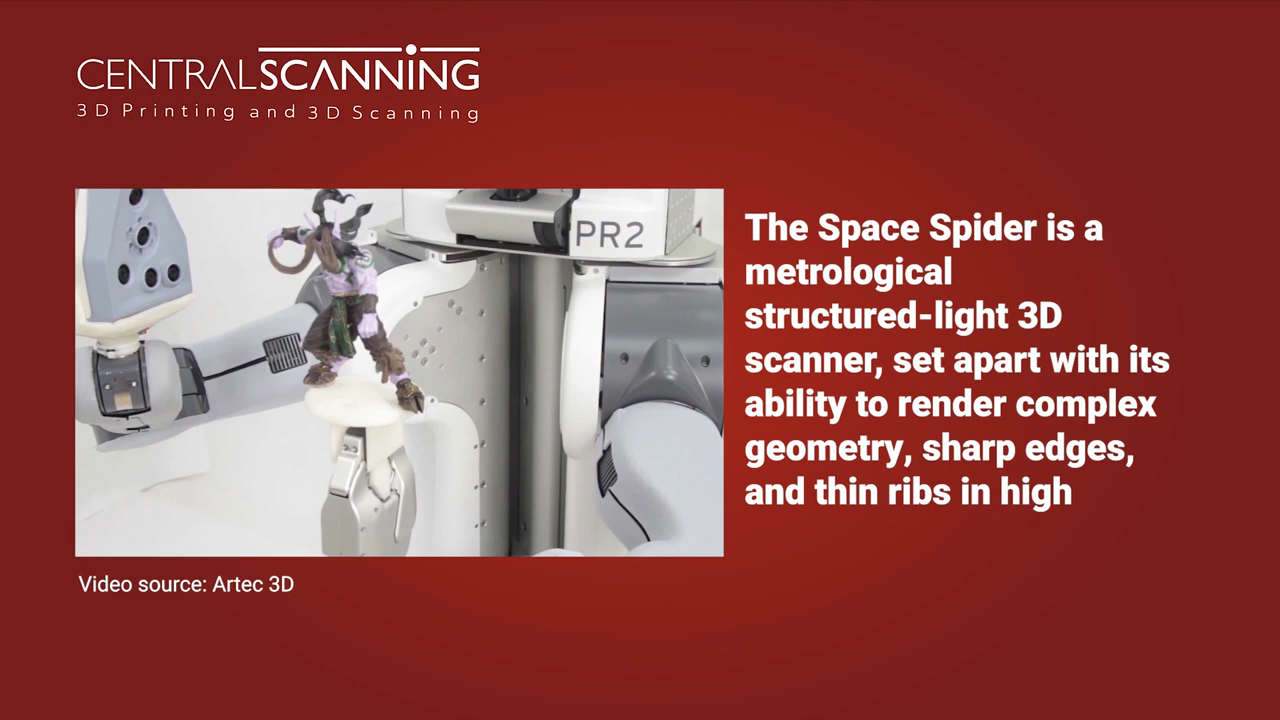 CENTRALSCANNING
3D Printing and 3D Scanning
PR2
The Space Spider is a
metrological
structured-light 3D
scanner, set apart with its
ability to render complex
geometry, sharp edges,
and thin ribs in high
Video source: Artec 3D